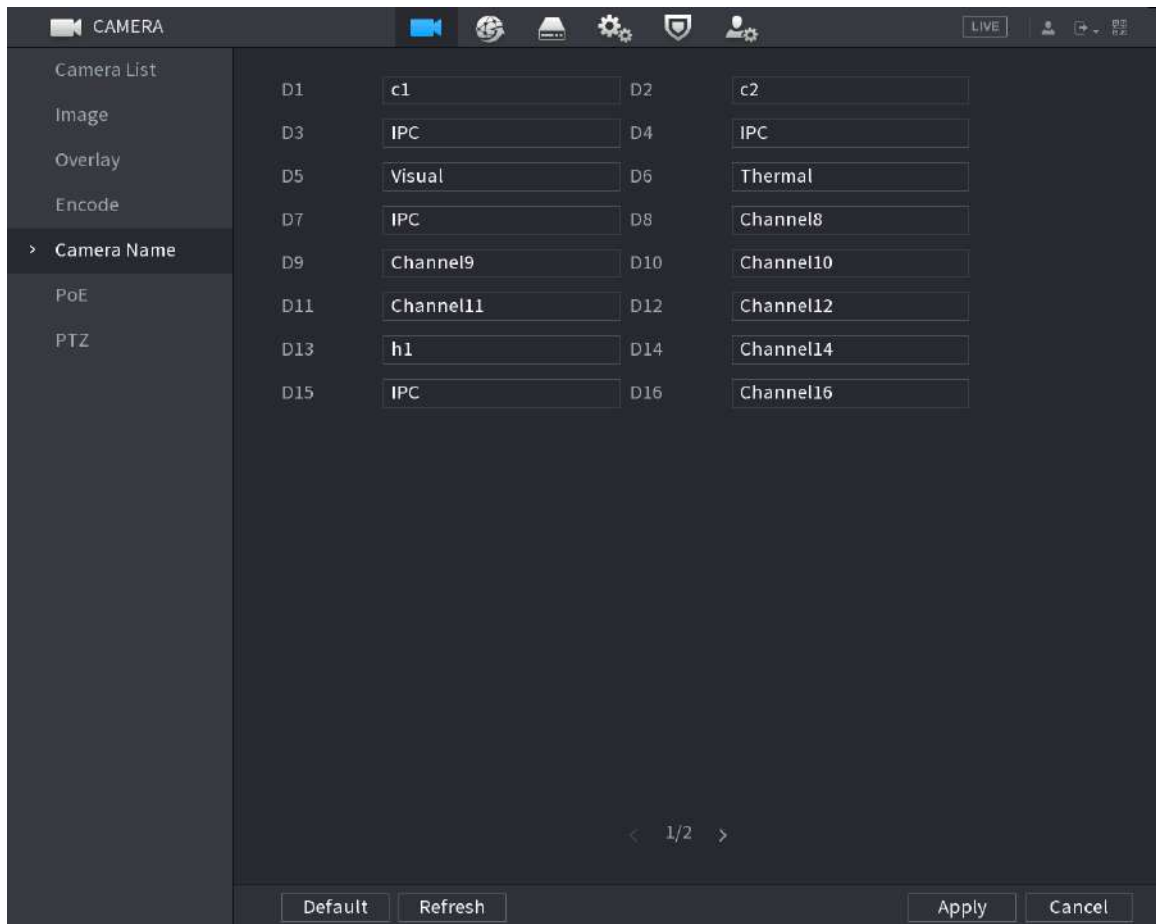 CAMERA
LIVE
Camera List
Image
Overlay
Encode
> Camera Name
PoE
PTZ
D1 c1 D2 c2
D3 IPC D4 IPC
D5 Visual D6 Thermal
D7 IPC D8 Channel8
D9 Channel9 D10 Channel10
D11 Channel11 D12 Channel12
D13 h1 D14 Channel14
D15 IPC D16 Channel16
< 1/2 >
Default Refresh Apply Cancel